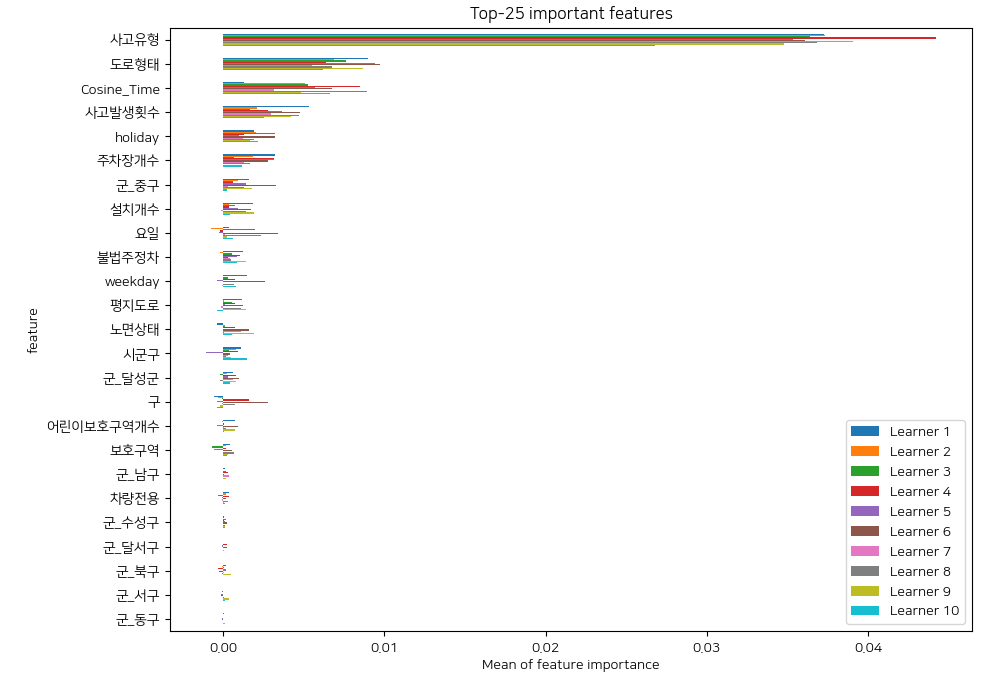 Top-25 important features
사고유형
도로형태
Cosine_Time
사고발생횟수
holiday
주차장개수
군_중구
설치개수
요일
불법주정차
weekday
평지도로
노면상태
시군구
군_달성군
구
어린이보호구역개수
보호구역
군_남구
차량전용
군_수성구
군_달서구
군_북구
군_서구
군_동구
feature
Learner 1
Learner 2
Learner 3
Learner 4
Learner 5
Learner 6
Learner 7
Learner 8
Learner 9
Learner 10
0.00 0.01 0.02 0.03 0.04
Mean of feature importance